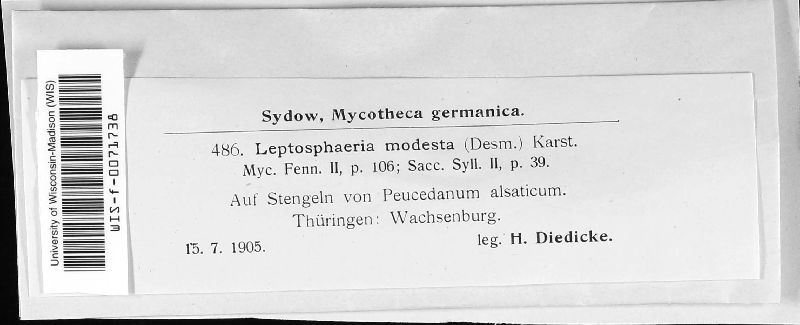 Sydow, Mycotheca germanica.
486. Leptosphaeria modesta (Desm.) Karst.
Myc. Fenn. II, p. 106; Sacc. Syll. II, p. 39.
Auf Stengeln von Peucedanum alsaticum.
Thüringen: Wachsenburg.
15. 7. 1905.
leg. H. Diedicke.
University of Wisconsin-Madison (WIS)
WIS-f-0071738